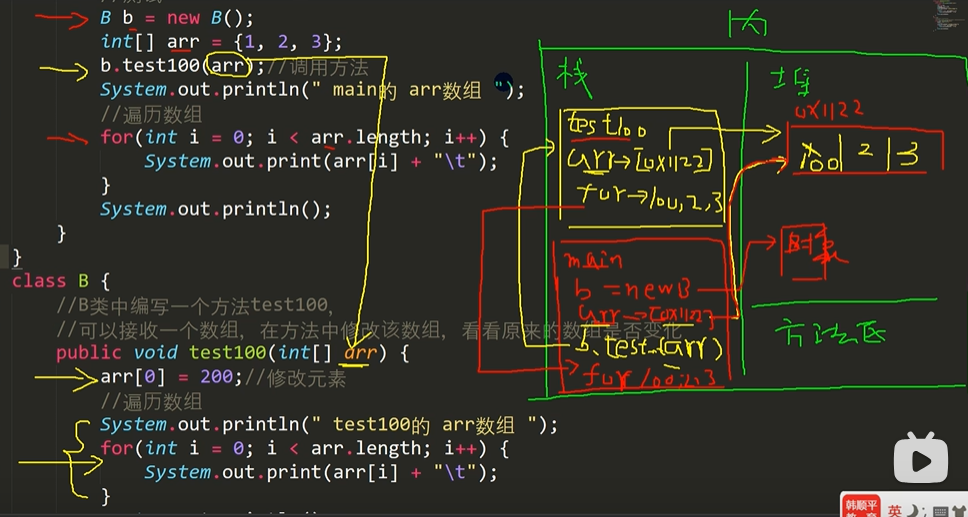 B b = new B();
int[] arr = {1, 2, 3};
b.test100(arr);//调用方法
System.out.println(" main的 arr数组 ");
//遍历数组
for(int i = 0; i < arr.length; i++) {
System.out.print(arr[i] + "\t");
}
System.out.println();
}
}
class B {
//B类中编写一个方法test100,
//可以接收一个数组, 在方法中修改该数组, 看看原来的数组是否变化
public void test100(int[] arr) {
arr[0] = 200;//修改元素
//遍历数组
System.out.println(" test100的 arr数组 ");
for(int i = 0; i < arr.length; i++) {
System.out.print(arr[i] + "\t");
}
栈
test100
arr→[0x1122]
for→100,2,3
main
b =new B
arr→[0x1122]
b.test (arr)
for 100,2,3
堆
0x1122
100 2 3
方法区
韩顺平
教育
英